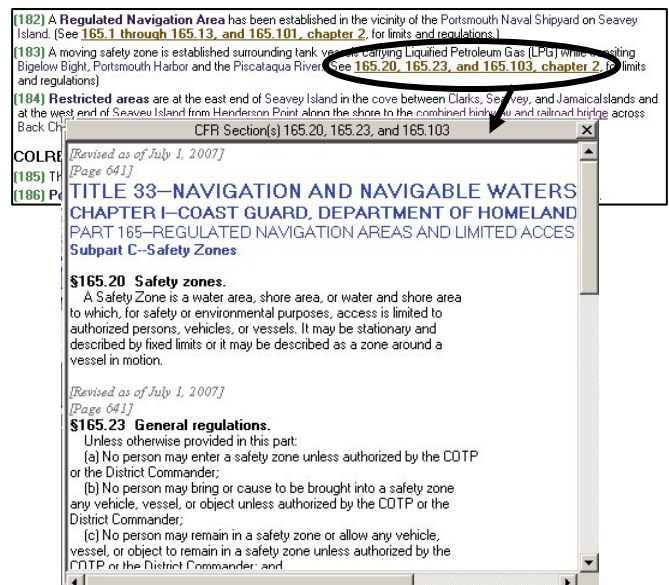 (182) A Regulated Navigation Area has been established in the vicinity of the Portsmouth Naval Shipyard on Seavey
Island. (See 165.1 through 165.13, and 165.101, chapter 2, for limits and regulations.)
(183) A moving safety zone is established surrounding tank vessels carrying Liquified Petroleum Gas (LPG) while transiting
Bigelow Bight, Portsmouth Harbor and the Piscataqua River. (See 165.20, 165.23, and 165.103, chapter 2, for limits
and regulations)
(184) Restricted areas are at the east end of Seavey Island in the cove between Clarks, Seavey, and JamaicaIslands and
at the west end of Seavey Island from Henderson Point along the shore to the combined highway and railroad bridge across
Back Ch
CFR Section(s) 165.20, 165.23, and 165.103
COLRE
(185) Th
(186) Po
[Revised as of July 1, 2007]
[Page 641]
TITLE 33--NAVIGATION AND NAVIGABLE WATERS
CHAPTER I--COAST GUARD, DEPARTMENT OF HOMELAND
PART 165--REGULATED NAVIGATION AREAS AND LIMITED ACCES
Subpart C--Safety Zones
§165.20 Safety zones.
A Safety Zone is a water area, shore area, or water and shore area
to which, for safety or environmental purposes, access is limited to
authorized persons, vehicles, or vessels. It may be stationary and
described by fixed limits or it may be described as a zone around a
vessel in motion.
[Revised as of July 1, 2007]
[Page 641]
§165.23 General regulations.
Unless otherwise provided in this part:
(a) No person may enter a safety zone unless authorized by the COTP
or the District Commander;
(b) No person may bring or cause to be brought into a safety zone
any vehicle, vessel, or object unless authorized by the COTP or the
District Commander;
(c) No person may remain in a safety zone or allow any vehicle,
vessel, or object to remain in a safety zone unless authorized by the
COTP or the District Commander; and